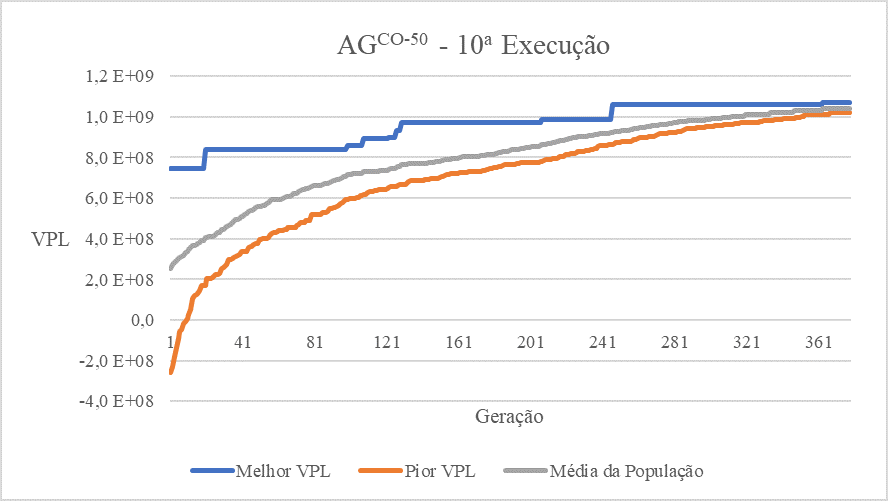 AGCO-50 - 10ª Execução
1,2 E+09
1,0 E+09
8,0 E+08
6,0 E+08
VPL
4,0 E+08
2,0 E+08
0,0
1 41 81 121 161 201 241 281 321 361
-2,0 E+08
-4,0 E+08
Geração
Melhor VPL Pior VPL Média da População